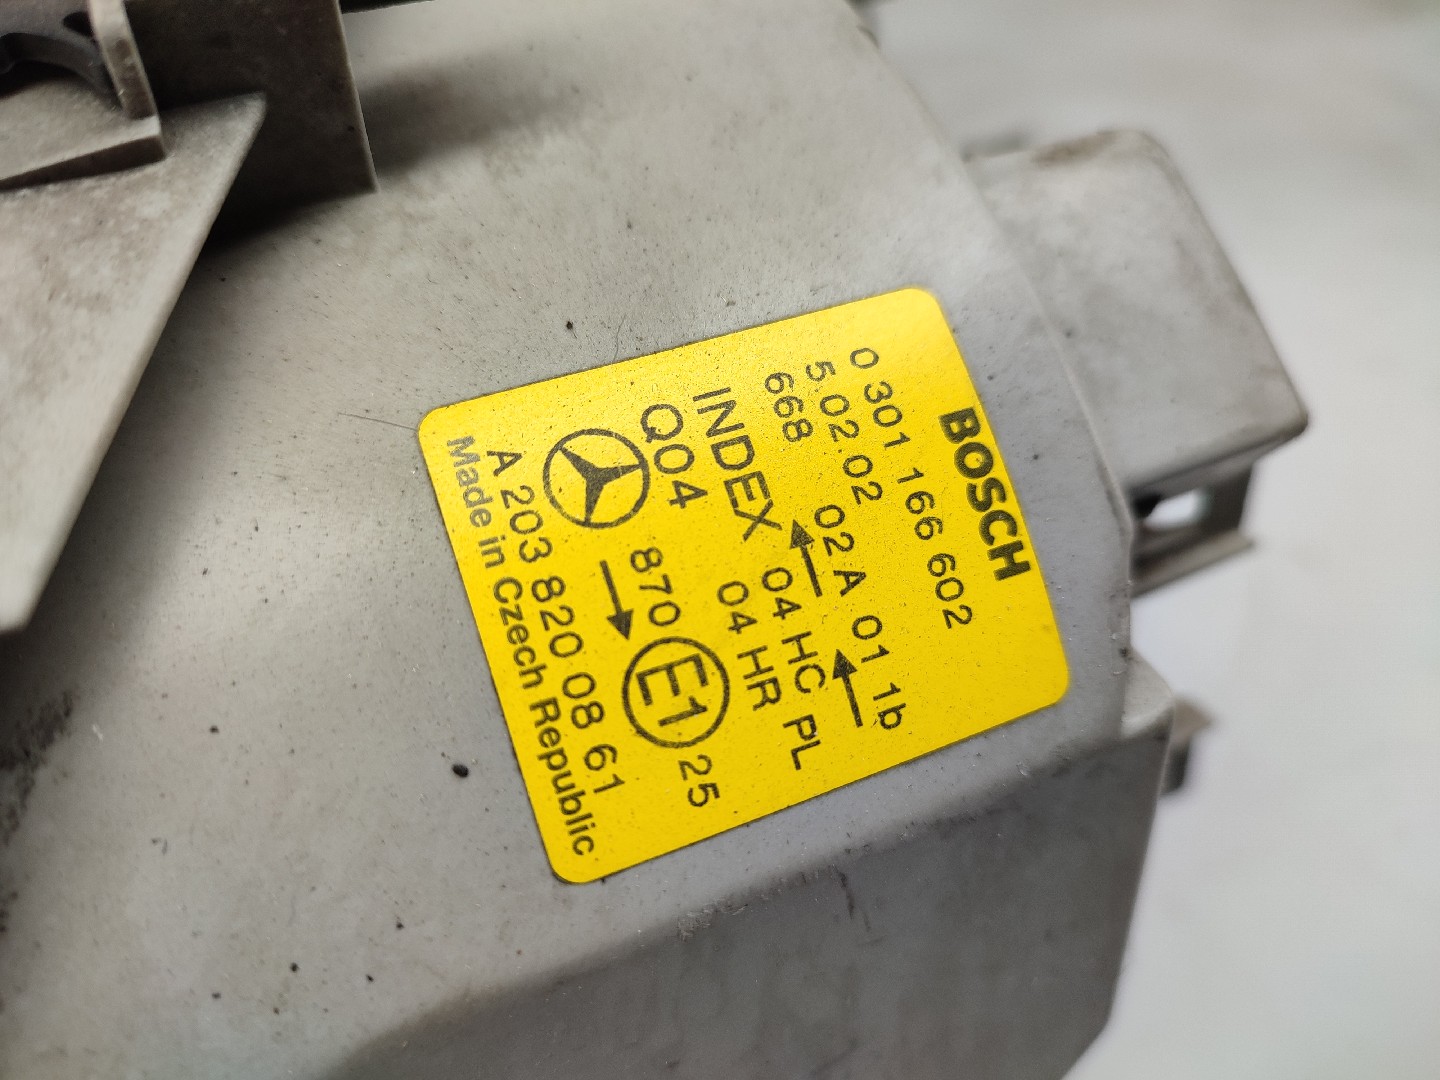 BOSCH
0 301 166 602
5.02.02 02 A 01 1b
668
04 HC PL
INDEX 04 HR
Q04
870 E1 25
A 203 820 08 61
Made in Czech Republic